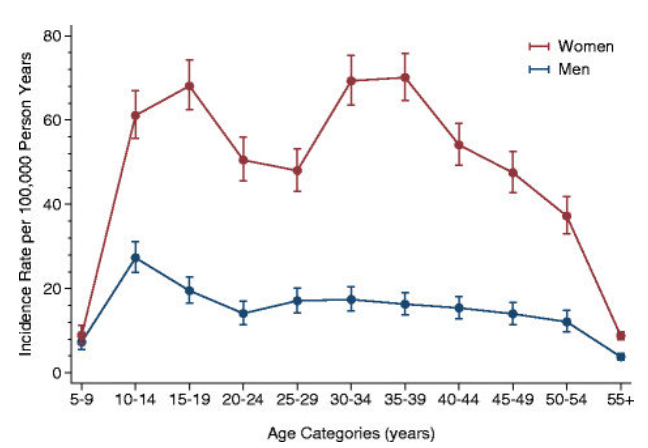 80
60
40
20
0
Incidence Rate per 100,000 Person Years
Women
Men
5-9 10-14 15-19 20-24 25-29 30-34 35-39 40-44 45-49 50-54 55+
Age Categories (years)